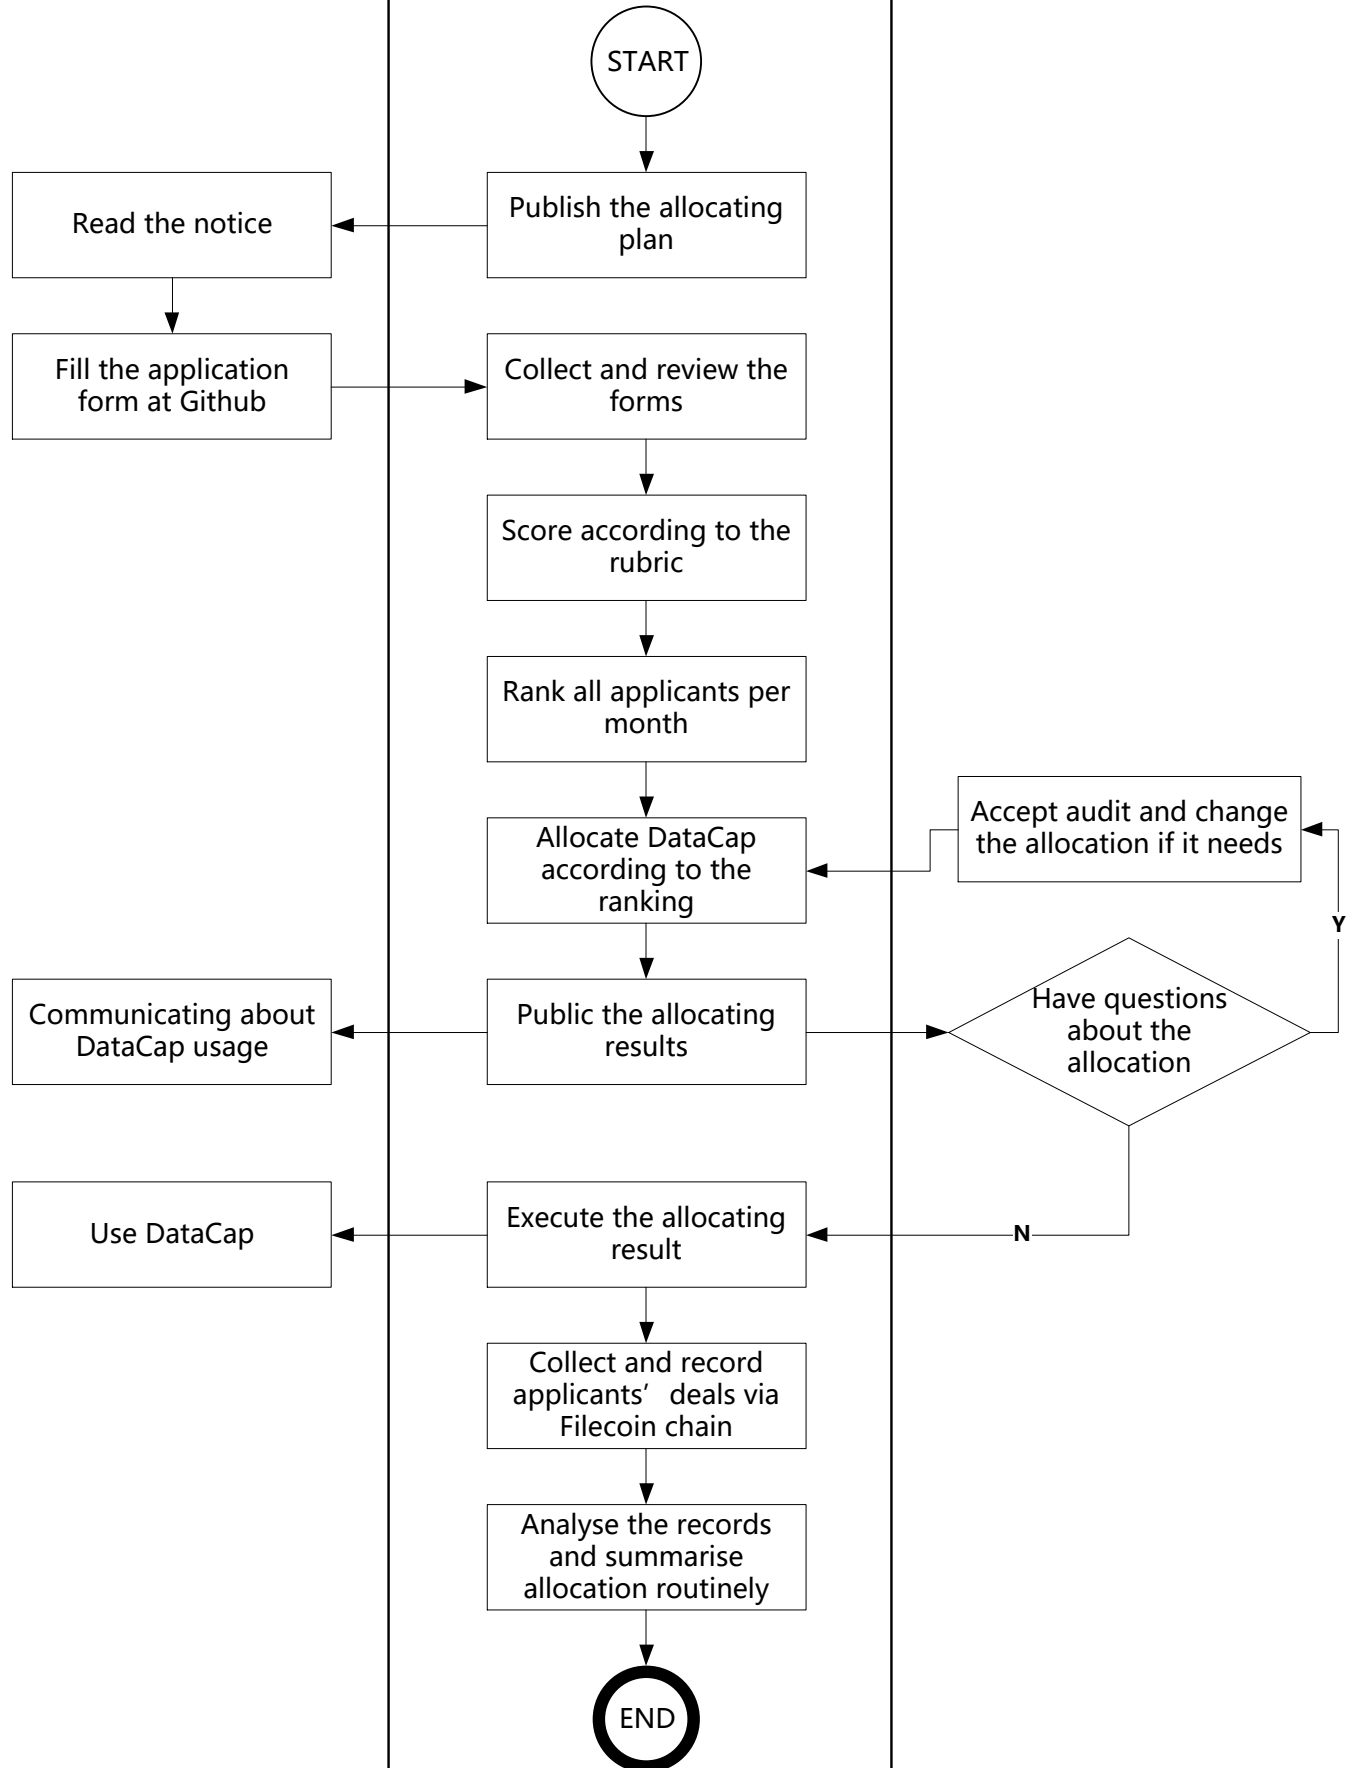 START
Read the notice
Publish the allocating
plan
Fill the application
form at Github
Collect and review the
forms
Score according to the
rubric
Rank all applicants per
month
Accept audit and change
the allocation if it needs
Allocate DataCap
according to the
ranking
Y
Communicating about
DataCap usage
Public the allocating
results
Have questions
about the
allocation
Use DataCap
Execute the allocating
result
N
Collect and record
applicants’ deals via
Filecoin chain
Analyse the records
and summarise
allocation routinely
END